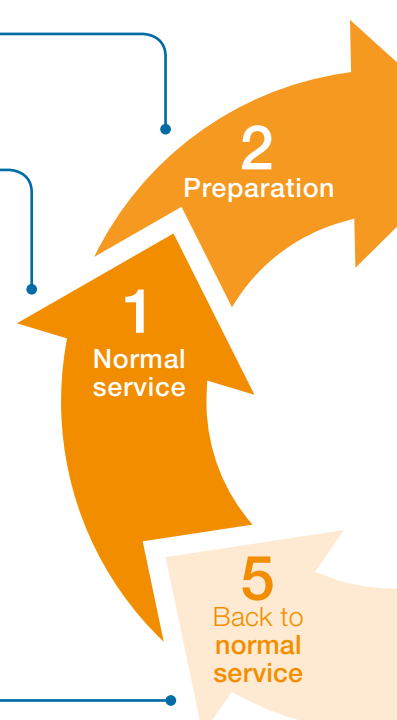 2
Preparation
1
Normal
service
5
Back to
normal
service